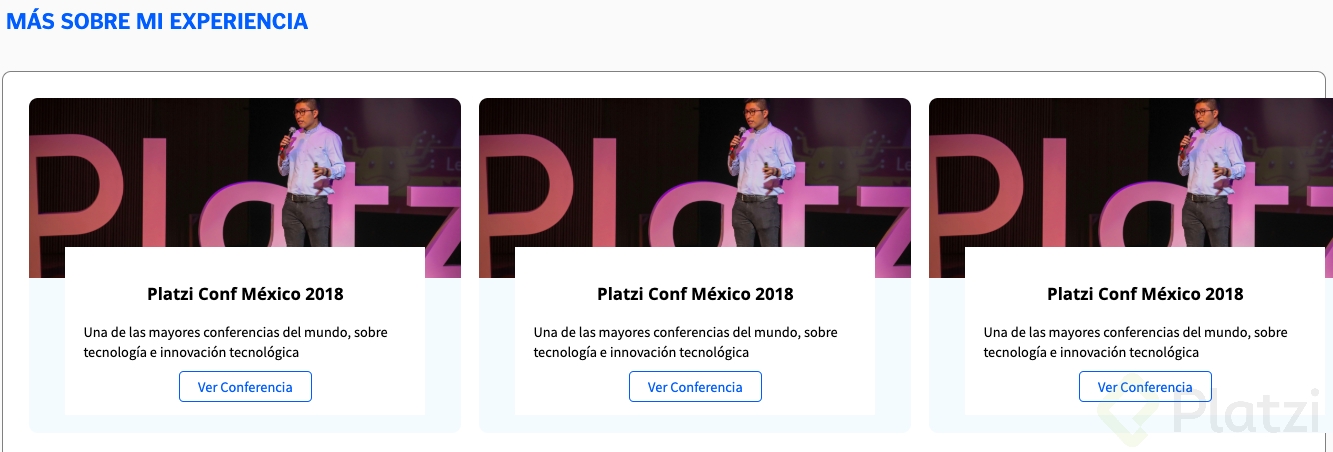 MÁS SOBRE MI EXPERIENCIA
Platzi
Platzi
Platzi
Platzi Conf México 2018
Una de las mayores conferencias del mundo, sobre
tecnología e innovación tecnológica
Ver Conferencia
Platzi Conf México 2018
Una de las mayores conferencias del mundo, sobre
tecnología e innovación tecnológica
Ver Conferencia
Platzi Conf México 2018
Una de las mayores conferencias del mundo, sobre
tecnología e innovación tecnológica
Ver Conferencia
Platzi